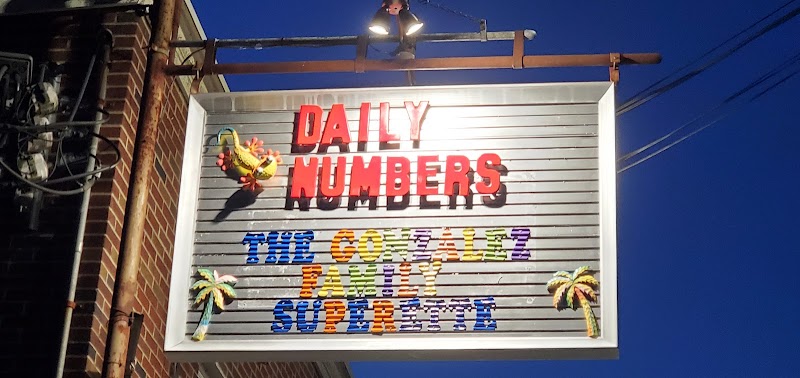 DAILY
NUMBERS
THE GONZALEZ
FAMILY
SUPERETTE